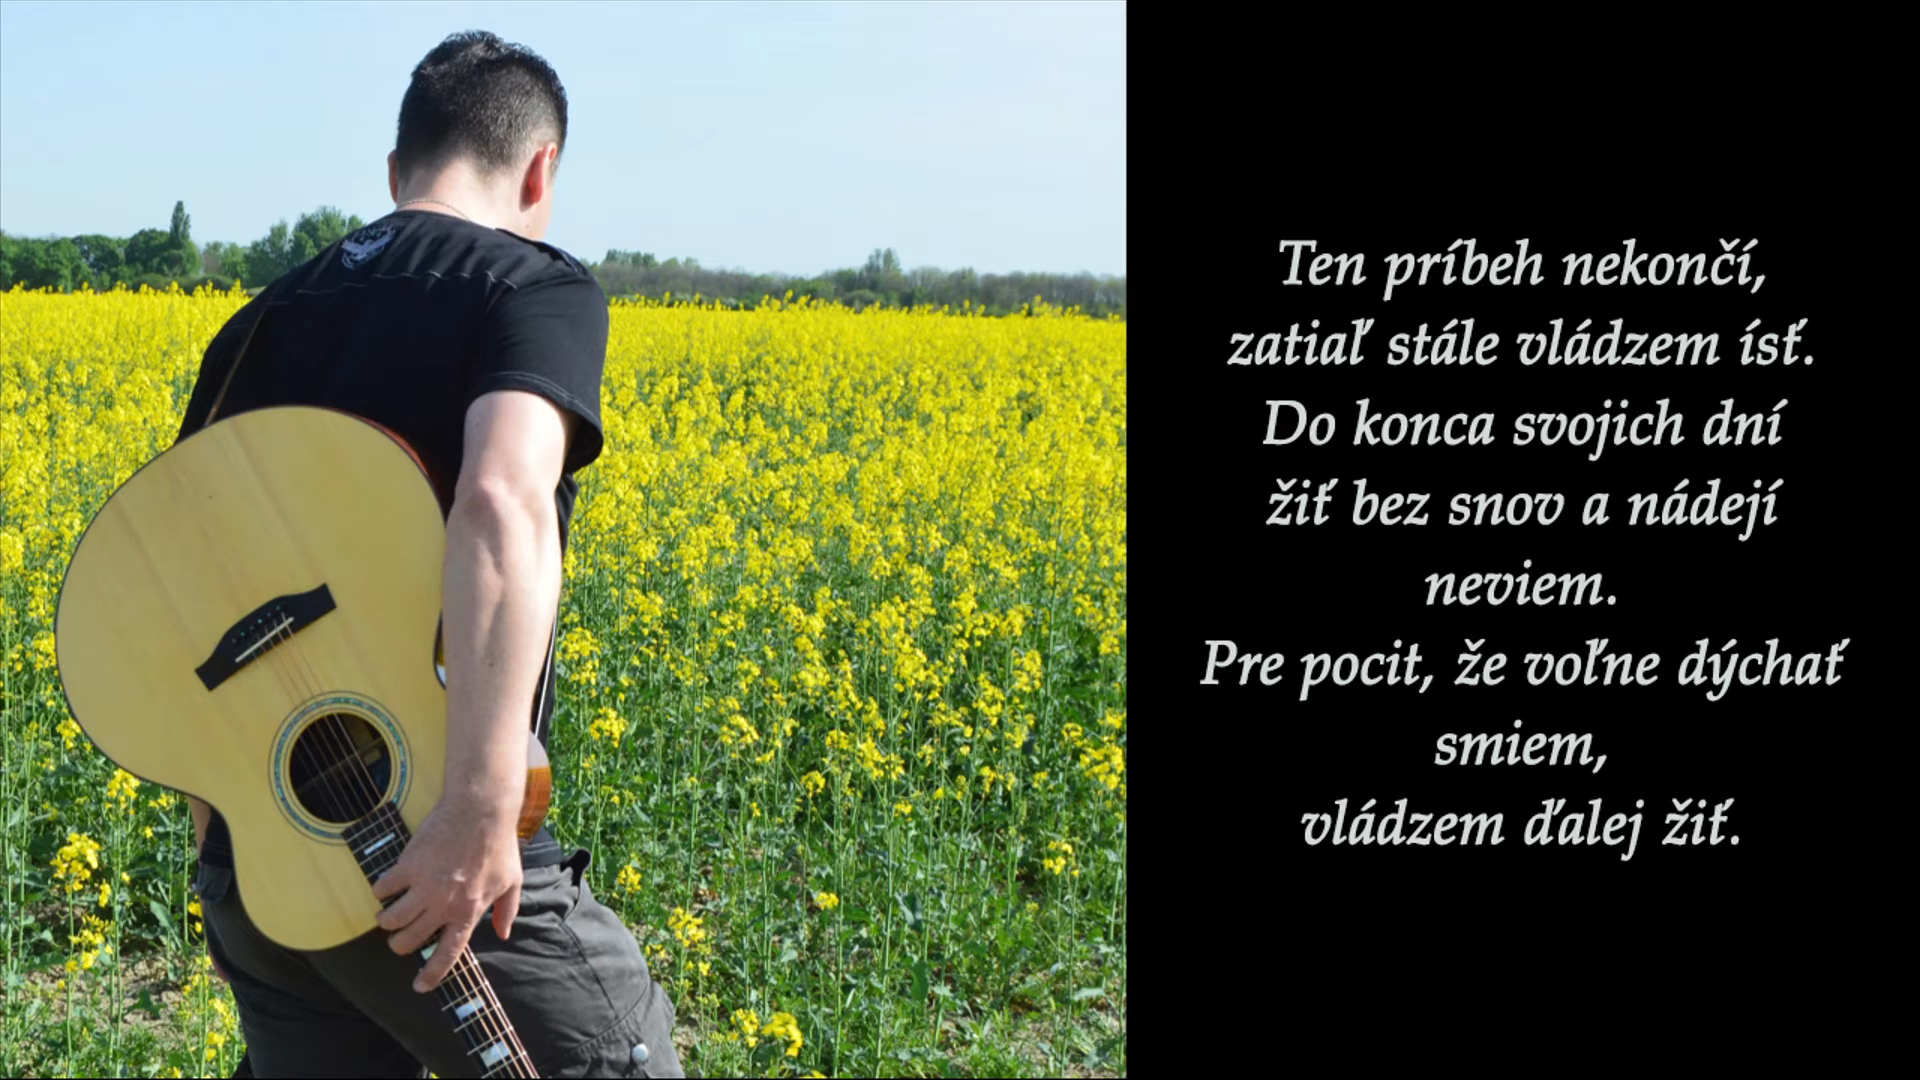 Ten príbeh nekončí,
zatiaľ stále vládzem ísť.
Do konca svojich dní
žiť bez snov a nádejí
neviem.
Pre pocit, že voľne dýchať
smiem,
vládzem ďalej žiť.